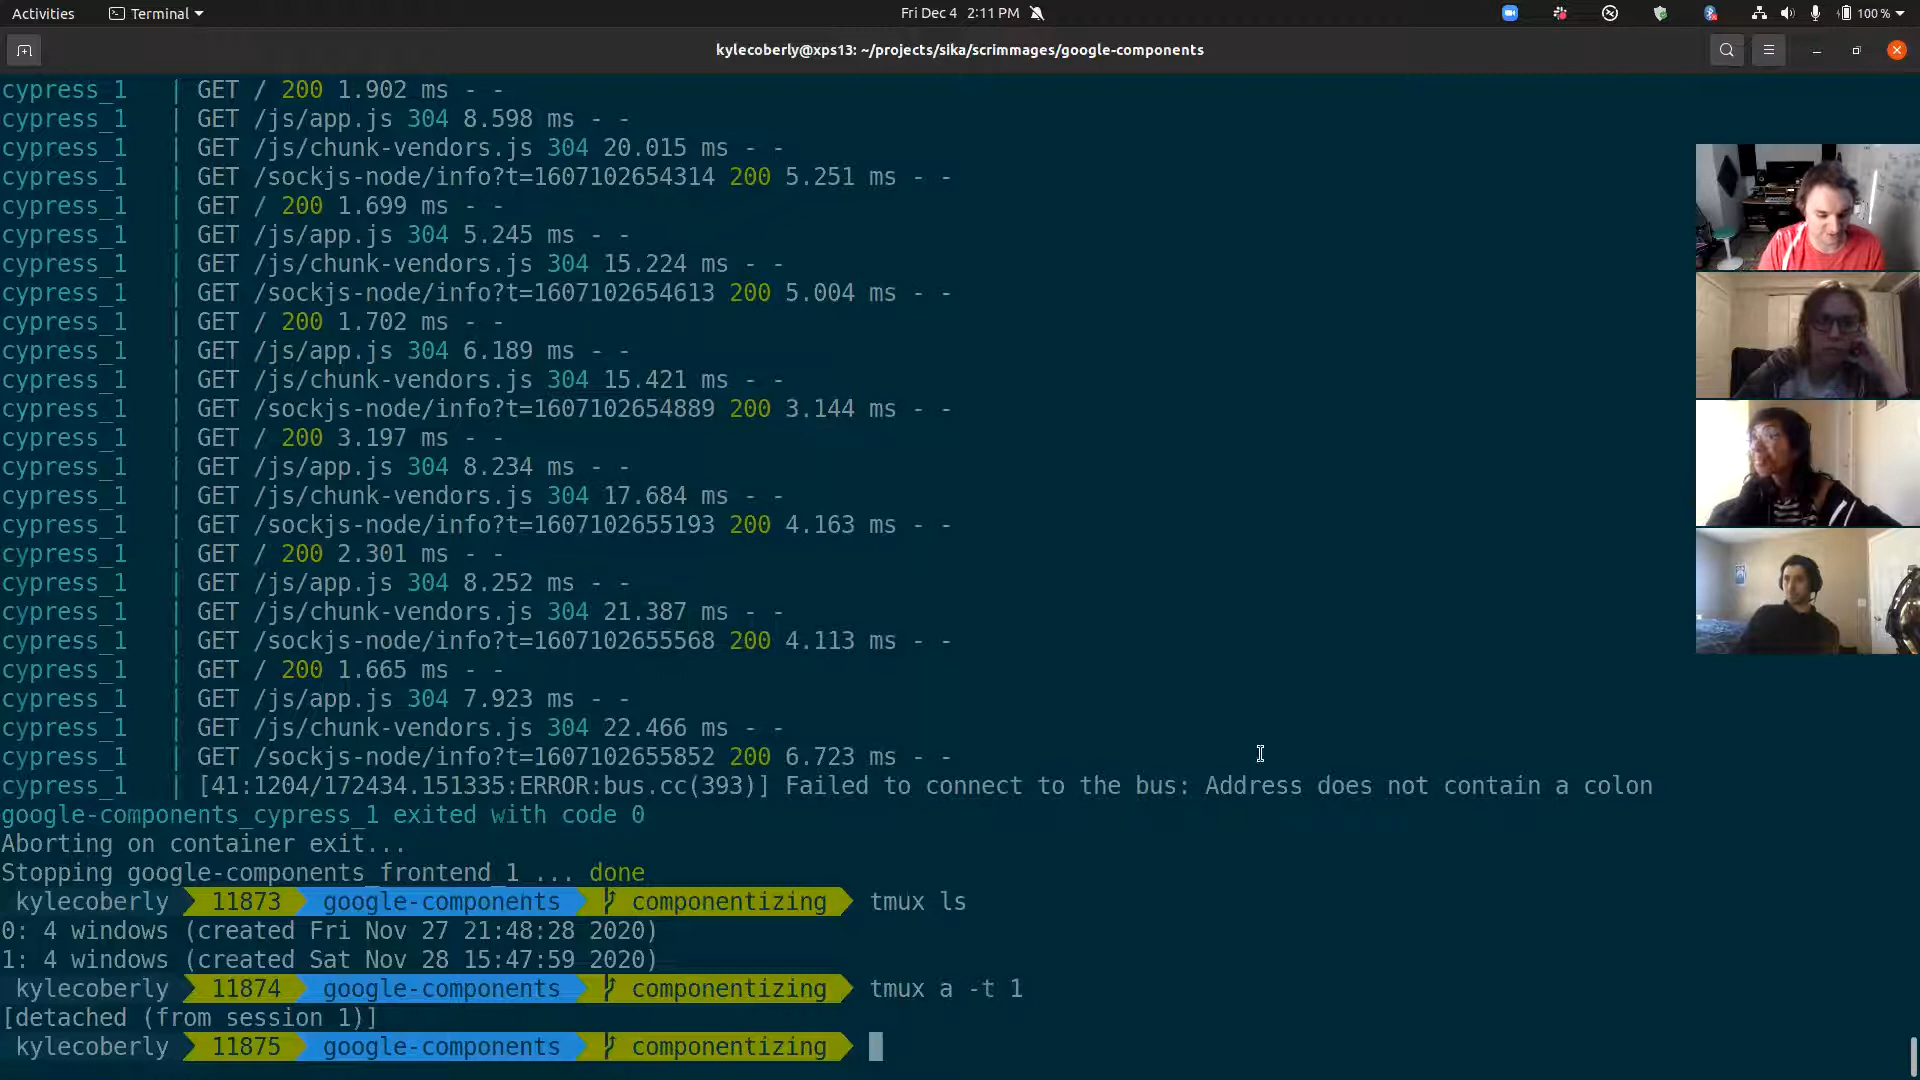 Activities
Terminal
Fri Dec 4 2:11 PM
100 %
kylecoberly@xps13: ~/projects/sika/scrimmages/google-components
cypress_1 | GET / 200 1.902 ms - -
cypress_1 | GET /js/app.js 304 8.598 ms - -
cypress_1 | GET /js/chunk-vendors.js 304 20.015 ms - -
cypress_1 | GET /sockjs-node/info?t=1607102654314 200 5.251 ms - -
cypress_1 | GET / 200 1.699 ms - -
cypress_1 | GET /js/app.js 304 5.245 ms - -
cypress_1 | GET /js/chunk-vendors.js 304 15.224 ms - -
cypress_1 | GET /sockjs-node/info?t=1607102654613 200 5.004 ms - -
cypress_1 | GET / 200 1.702 ms - -
cypress_1 | GET /js/app.js 304 6.189 ms - -
cypress_1 | GET /js/chunk-vendors.js 304 15.421 ms - -
cypress_1 | GET /sockjs-node/info?t=1607102654889 200 3.144 ms - -
cypress_1 | GET / 200 3.197 ms - -
cypress_1 | GET /js/app.js 304 8.234 ms - -
cypress_1 | GET /js/chunk-vendors.js 304 17.684 ms - -
cypress_1 | GET /sockjs-node/info?t=1607102655193 200 4.163 ms - -
cypress_1 | GET / 200 2.301 ms - -
cypress_1 | GET /js/app.js 304 8.252 ms - -
cypress_1 | GET /js/chunk-vendors.js 304 21.387 ms - -
cypress_1 | GET /sockjs-node/info?t=1607102655568 200 4.113 ms - -
cypress_1 | GET / 200 1.665 ms - -
cypress_1 | GET /js/app.js 304 7.923 ms - -
cypress_1 | GET /js/chunk-vendors.js 304 22.466 ms - -
cypress_1 | GET /sockjs-node/info?t=1607102655852 200 6.723 ms - -
cypress_1 | [41:1204/172434.151335:ERROR:bus.cc(393)] Failed to connect to the bus: Address does not contain a colon
google-components_cypress_1 exited with code 0
Aborting on container exit...
Stopping google-components_frontend_1 ... done
kylecoberly 11873 google-components componentizing tmux ls
0: 4 windows (created Fri Nov 27 21:48:28 2020)
1: 4 windows (created Sat Nov 28 15:47:59 2020)
kylecoberly 11874 google-components componentizing tmux a -t 1
[detached (from session 1)]
kylecoberly 11875 google-components componentizing